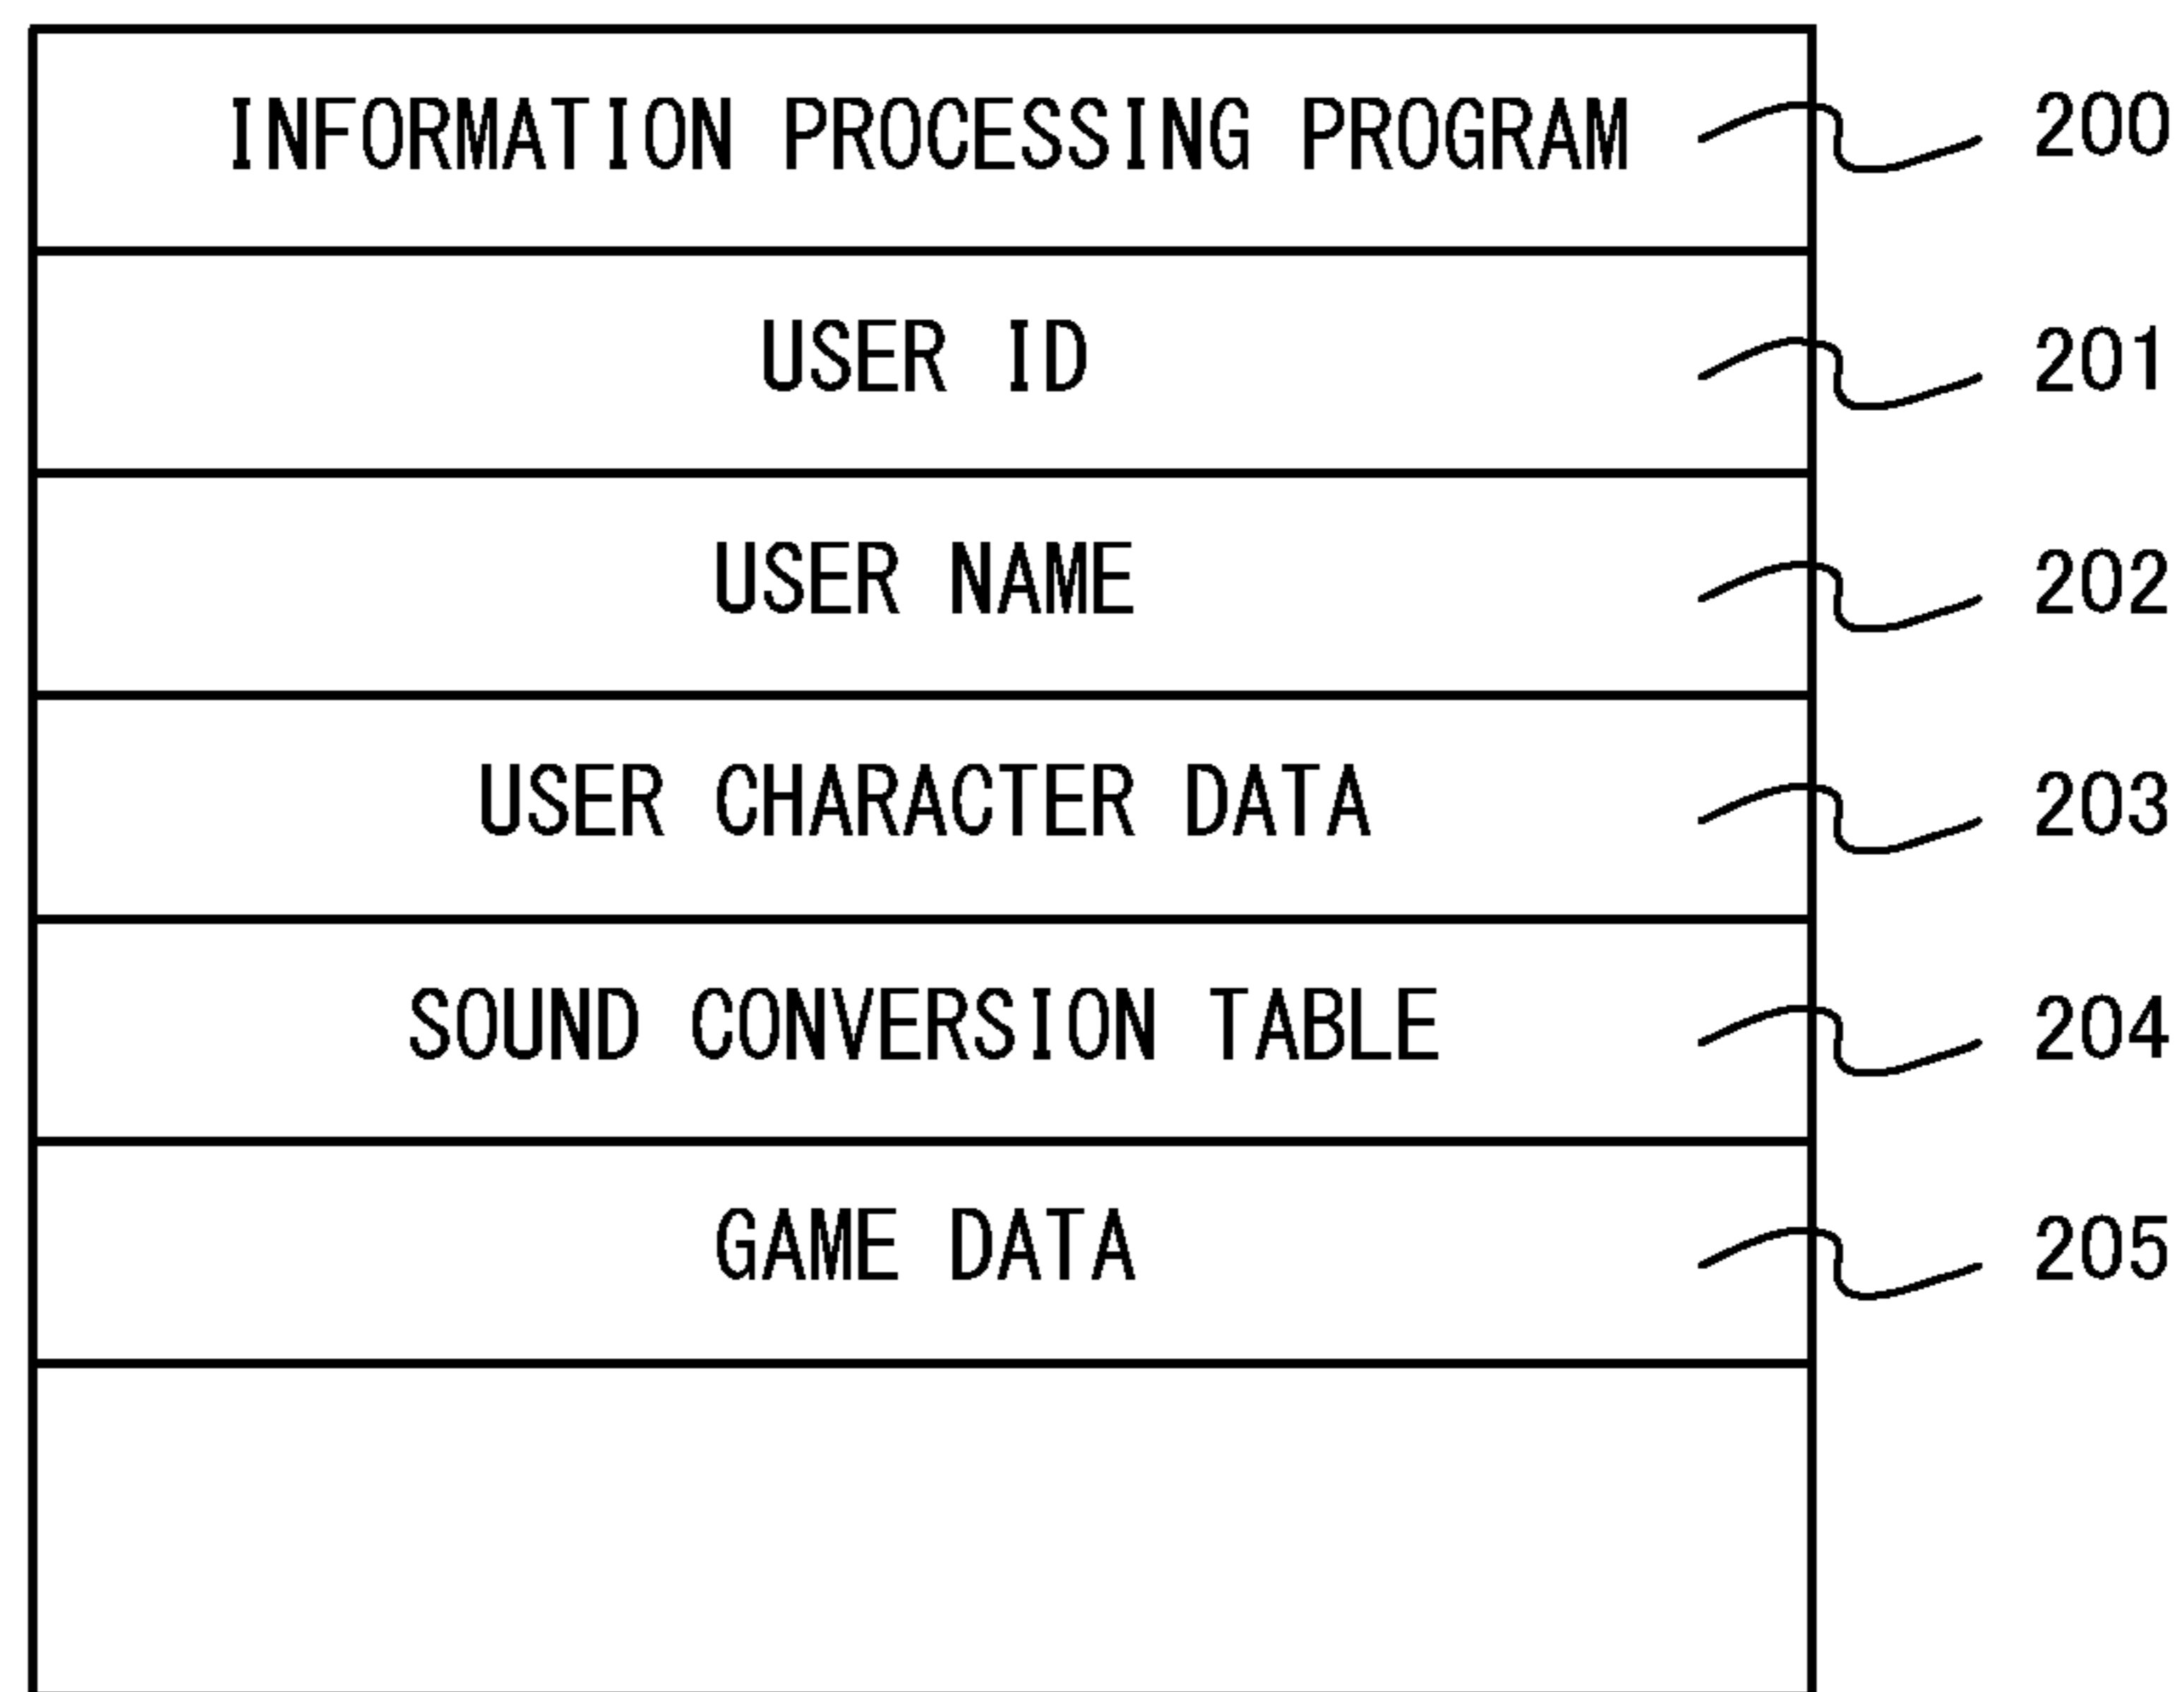 INFORMATION PROCESSING PROGRAM 200
USER ID 201
USER NAME 202
USER CHARACTER DATA 203
SOUND CONVERSION TABLE 204
GAME DATA 205